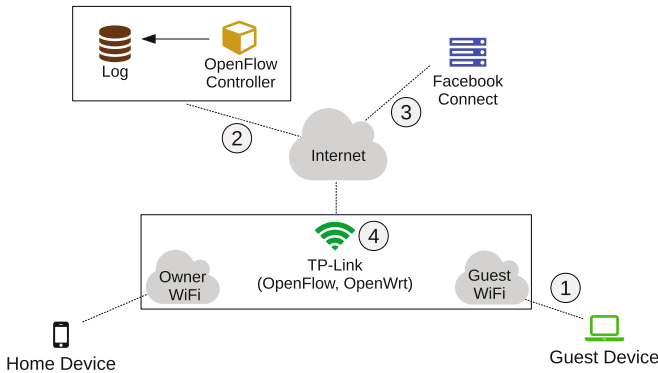 Log
OpenFlow
Controller
Facebook
Connect
2
3
Internet
4
TP-Link
(OpenFlow, OpenWrt)
Owner
WiFi
Guest
WiFi
1
Home Device
Guest Device